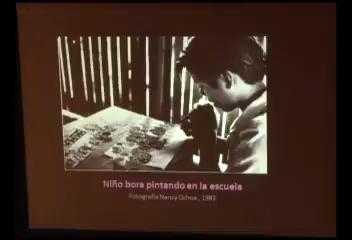 Niño bora pintando en la escuela
Fotografía Nancy Ochoa , 1983